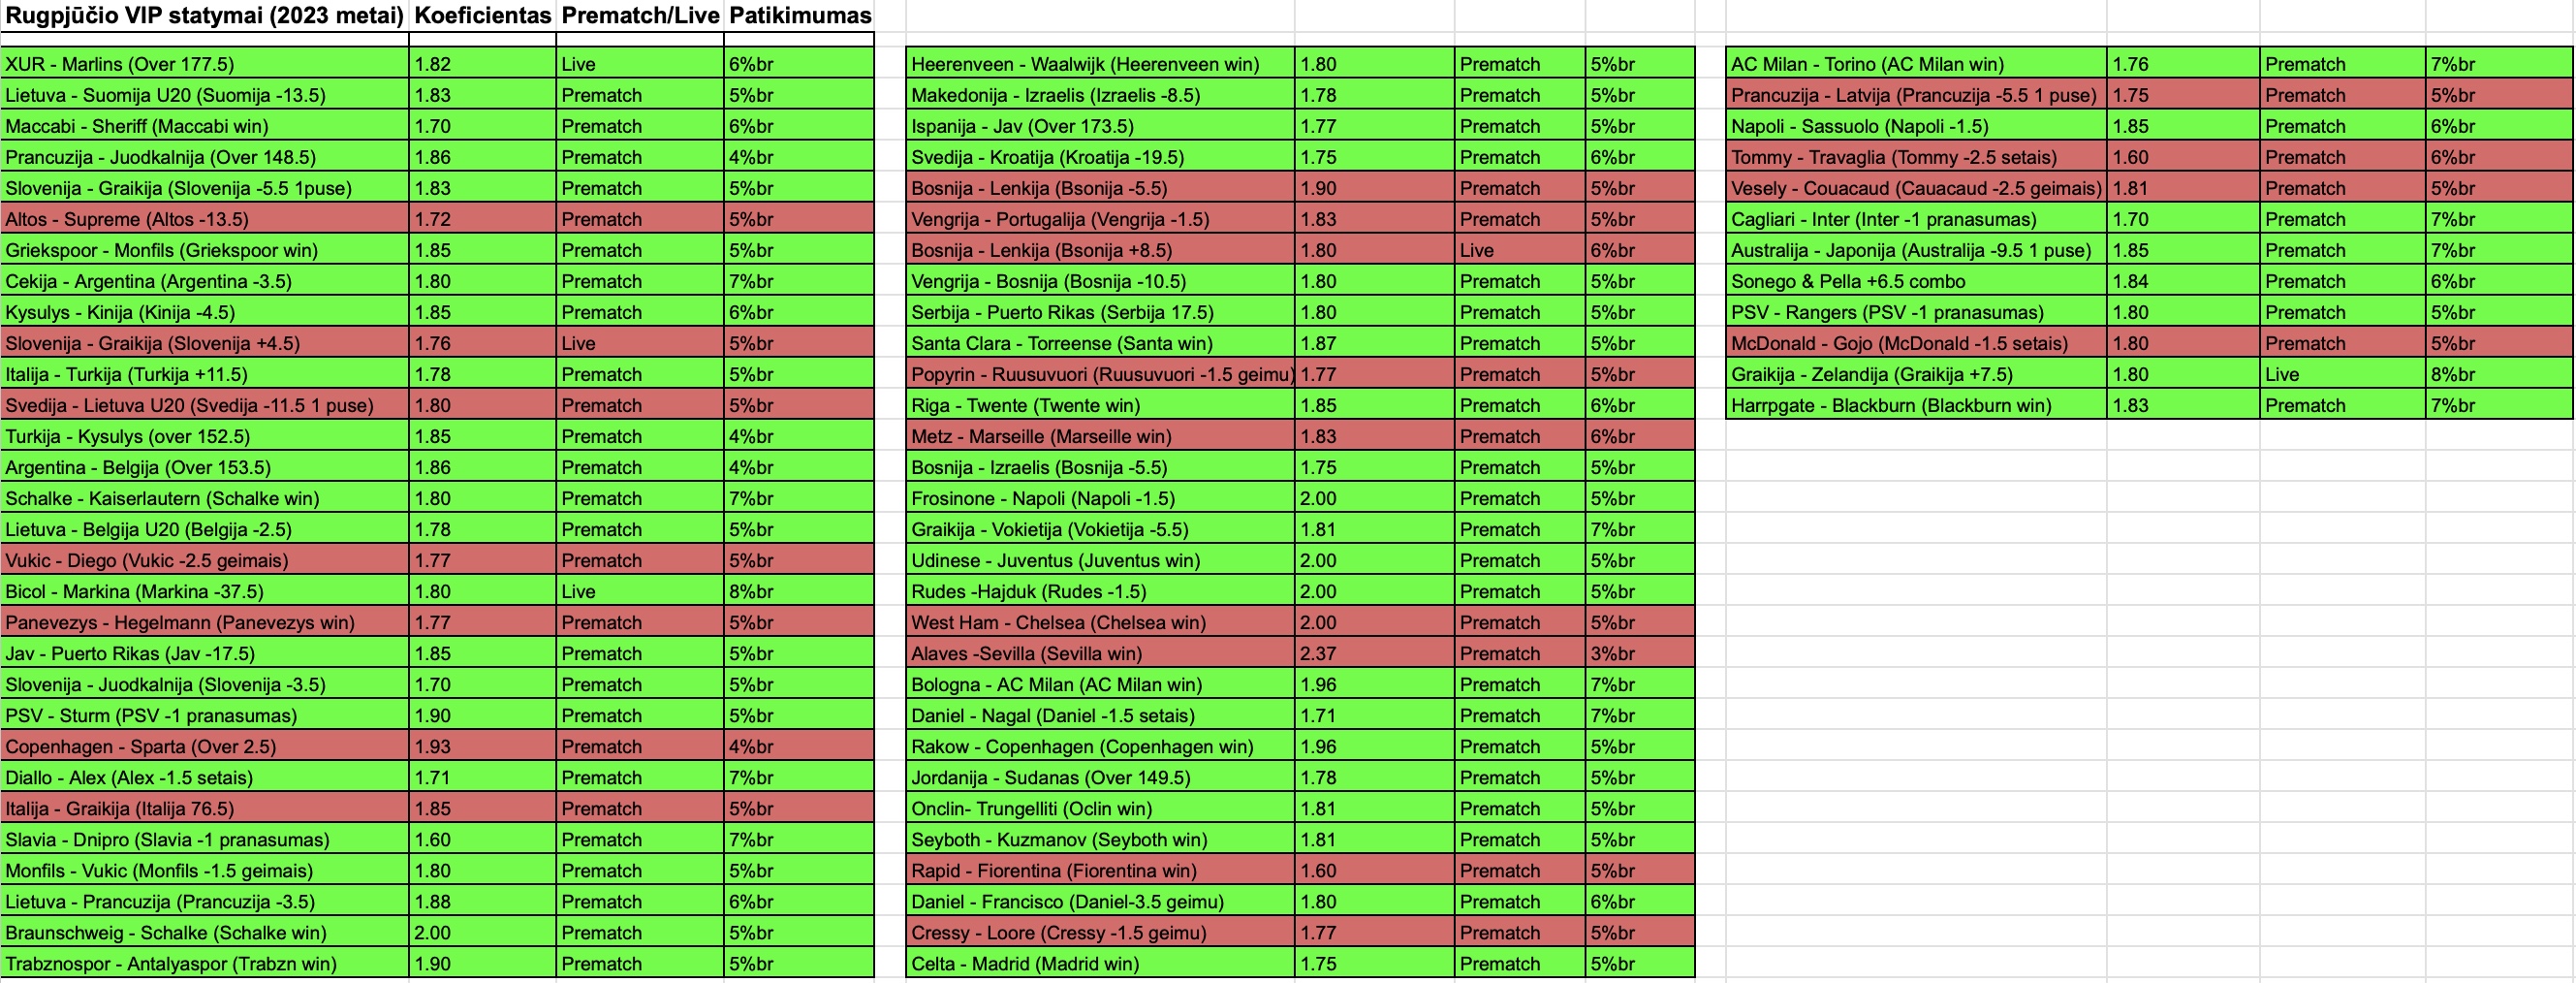 Rugpjūčio VIP statymai (2023 metai) Koeficientas Prematch/Live Patikimumas
XUR - Marlins (Over 177.5) 1.82 Live 6%br
Lietuva - Suomija U20 (Suomija -13.5) 1.83 Prematch 5%br
Maccabi - Sheriff (Maccabi win) 1.70 Prematch 6%br
Prancuzija - Juodkalnija (Over 148.5) 1.86 Prematch 4%br
Slovenija - Graikija (Slovenija -5.5 1puse) 1.83 Prematch 5%br
Altos - Supreme (Altos -13.5) 1.72 Prematch 5%br
Griekspoor - Monfils (Griekspoor win) 1.85 Prematch 5%br
Cekija - Argentina (Argentina -3.5) 1.80 Prematch 7%br
Kysulys - Kinija (Kinija -4.5) 1.85 Prematch 6%br
Slovenija - Graikija (Slovenija +4.5) 1.76 Live 5%br
Italija - Turkija (Turkija +11.5) 1.78 Prematch 5%br
Svedija - Lietuva U20 (Svedija -11.5 1 puse) 1.80 Prematch 5%br
Turkija - Kysulys (over 152.5) 1.85 Prematch 4%br
Argentina - Belgija (Over 153.5) 1.86 Prematch 4%br
Schalke - Kaiserlautern (Schalke win) 1.80 Prematch 7%br
Lietuva - Belgija U20 (Belgija -2.5) 1.78 Prematch 5%br
Vukic - Diego (Vukic -2.5 geimais) 1.77 Prematch 5%br
Bicol - Markina (Markina -37.5) 1.80 Live 8%br
Panevezys - Hegelmann (Panevezys win) 1.77 Prematch 5%br
Jav - Puerto Rikas (Jav -17.5) 1.85 Prematch 5%br
Slovenija - Juodkalnija (Slovenija -3.5) 1.70 Prematch 5%br
PSV - Sturm (PSV -1 pranasumas) 1.90 Prematch 5%br
Copenhagen - Sparta (Over 2.5) 1.93 Prematch 4%br
Diallo - Alex (Alex -1.5 setais) 1.71 Prematch 7%br
Italija - Graikija (Italija 76.5) 1.85 Prematch 5%br
Slavia - Dnipro (Slavia -1 pranasumas) 1.60 Prematch 7%br
Monfils - Vukic (Monfils -1.5 geimais) 1.80 Prematch 5%br
Lietuva - Prancuzija (Prancuzija -3.5) 1.88 Prematch 6%br
Braunschweig - Schalke (Schalke win) 2.00 Prematch 5%br
Trabznospor - Antalyaspor (Trabzn win) 1.90 Prematch 5%br
Heerenveen - Waalwijk (Heerenveen win) 1.80 Prematch 5%br
Makedonija - Izraelis (Izraelis -8.5) 1.78 Prematch 5%br
Ispanija - Jav (Over 173.5) 1.77 Prematch 5%br
Svedija - Kroatija (Kroatija -19.5) 1.75 Prematch 6%br
Bosnija - Lenkija (Bsonija -5.5) 1.90 Prematch 5%br
Vengrija - Portugalija (Vengrija -1.5) 1.83 Prematch 5%br
Bosnija - Lenkija (Bsonija +8.5) 1.80 Live 6%br
Vengrija - Bosnija (Bosnija -10.5) 1.80 Prematch 5%br
Serbija - Puerto Rikas (Serbija 17.5) 1.80 Prematch 5%br
Santa Clara - Torreense (Santa win) 1.87 Prematch 5%br
Popyrin - Ruusuvuori (Ruusuvuori -1.5 geimu) 1.77 Prematch 5%br
Riga - Twente (Twente win) 1.85 Prematch 6%br
Metz - Marseille (Marseille win) 1.83 Prematch 6%br
Bosnija - Izraelis (Bosnija -5.5) 1.75 Prematch 5%br
Frosinone - Napoli (Napoli -1.5) 2.00 Prematch 5%br
Graikija - Vokietija (Vokietija -5.5) 1.81 Prematch 7%br
Udinese - Juventus (Juventus win) 2.00 Prematch 5%br
Rudes -Hajduk (Rudes -1.5) 2.00 Prematch 5%br
West Ham - Chelsea (Chelsea win) 2.00 Prematch 5%br
Alaves -Sevilla (Sevilla win) 2.37 Prematch 3%br
Bologna - AC Milan (AC Milan win) 1.96 Prematch 7%br
Daniel - Nagal (Daniel -1.5 setais) 1.71 Prematch 7%br
Rakow - Copenhagen (Copenhagen win) 1.96 Prematch 5%br
Jordanija - Sudanas (Over 149.5) 1.78 Prematch 5%br
Onclin- Trungelliti (Oclin win) 1.81 Prematch 5%br
Seyboth - Kuzmanov (Seyboth win) 1.81 Prematch 5%br
Rapid - Fiorentina (Fiorentina win) 1.60 Prematch 5%br
Daniel - Francisco (Daniel-3.5 geimu) 1.80 Prematch 6%br
Cressy - Loore (Cressy -1.5 geimu) 1.77 Prematch 5%br
Celta - Madrid (Madrid win) 1.75 Prematch 5%br
AC Milan - Torino (AC Milan win) 1.76 Prematch 7%br
Prancuzija - Latvija (Prancuzija -5.5 1 puse) 1.75 Prematch 5%br
Napoli - Sassuolo (Napoli -1.5) 1.85 Prematch 6%br
Tommy - Travaglia (Tommy -2.5 setais) 1.60 Prematch 6%br
Vesely - Couacaud (Cauacaud -2.5 geimais) 1.81 Prematch 5%br
Cagliari - Inter (Inter -1 pranasumas) 1.70 Prematch 7%br
Australija - Japonija (Australija -9.5 1 puse) 1.85 Prematch 7%br
Sonego & Pella +6.5 combo 1.84 Prematch 6%br
PSV - Rangers (PSV -1 pranasumas) 1.80 Prematch 5%br
McDonald - Gojo (McDonald -1.5 setais) 1.80 Prematch 5%br
Graikija - Zelandija (Graikija +7.5) 1.80 Live 8%br
Harrpgate - Blackburn (Blackburn win) 1.83 Prematch 7%br